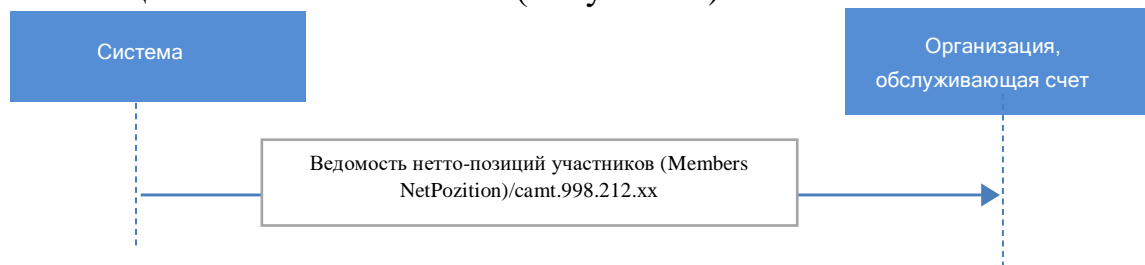 Система
Организация,
обслуживающая счет
Ведомость нетто-позиций участников (Members
NetPozition)/camt.998.212.xx